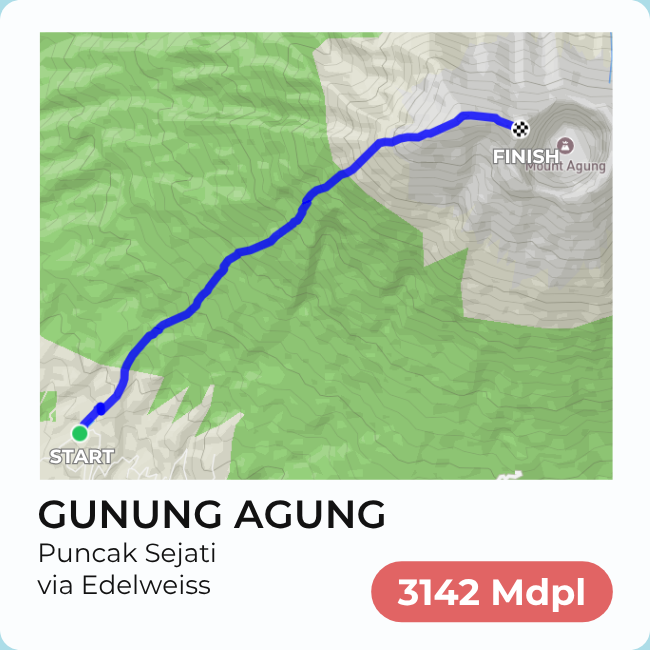 FINISH
Mount Agung
START
GUNUNG AGUNG
Puncak Sejati
via Edelweiss
3142 Mdpl